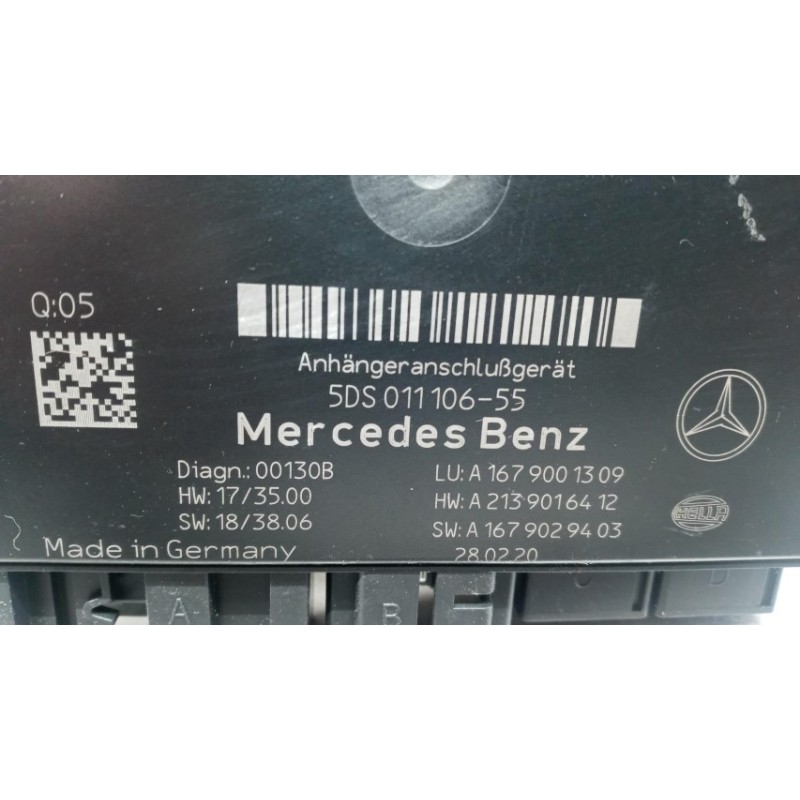 Q:05
Anhängeranschlußgerät
5DS 011 106-55
Mercedes Benz
Diagn.: 00130B
HW: 17/35.00
SW: 18/38.06
Made in Germany
LU: A 167 900 13 09
HW: A 213 901 64 12
SW: A 167 902 94 03
28.02.20
HELLA
A
B
C
D